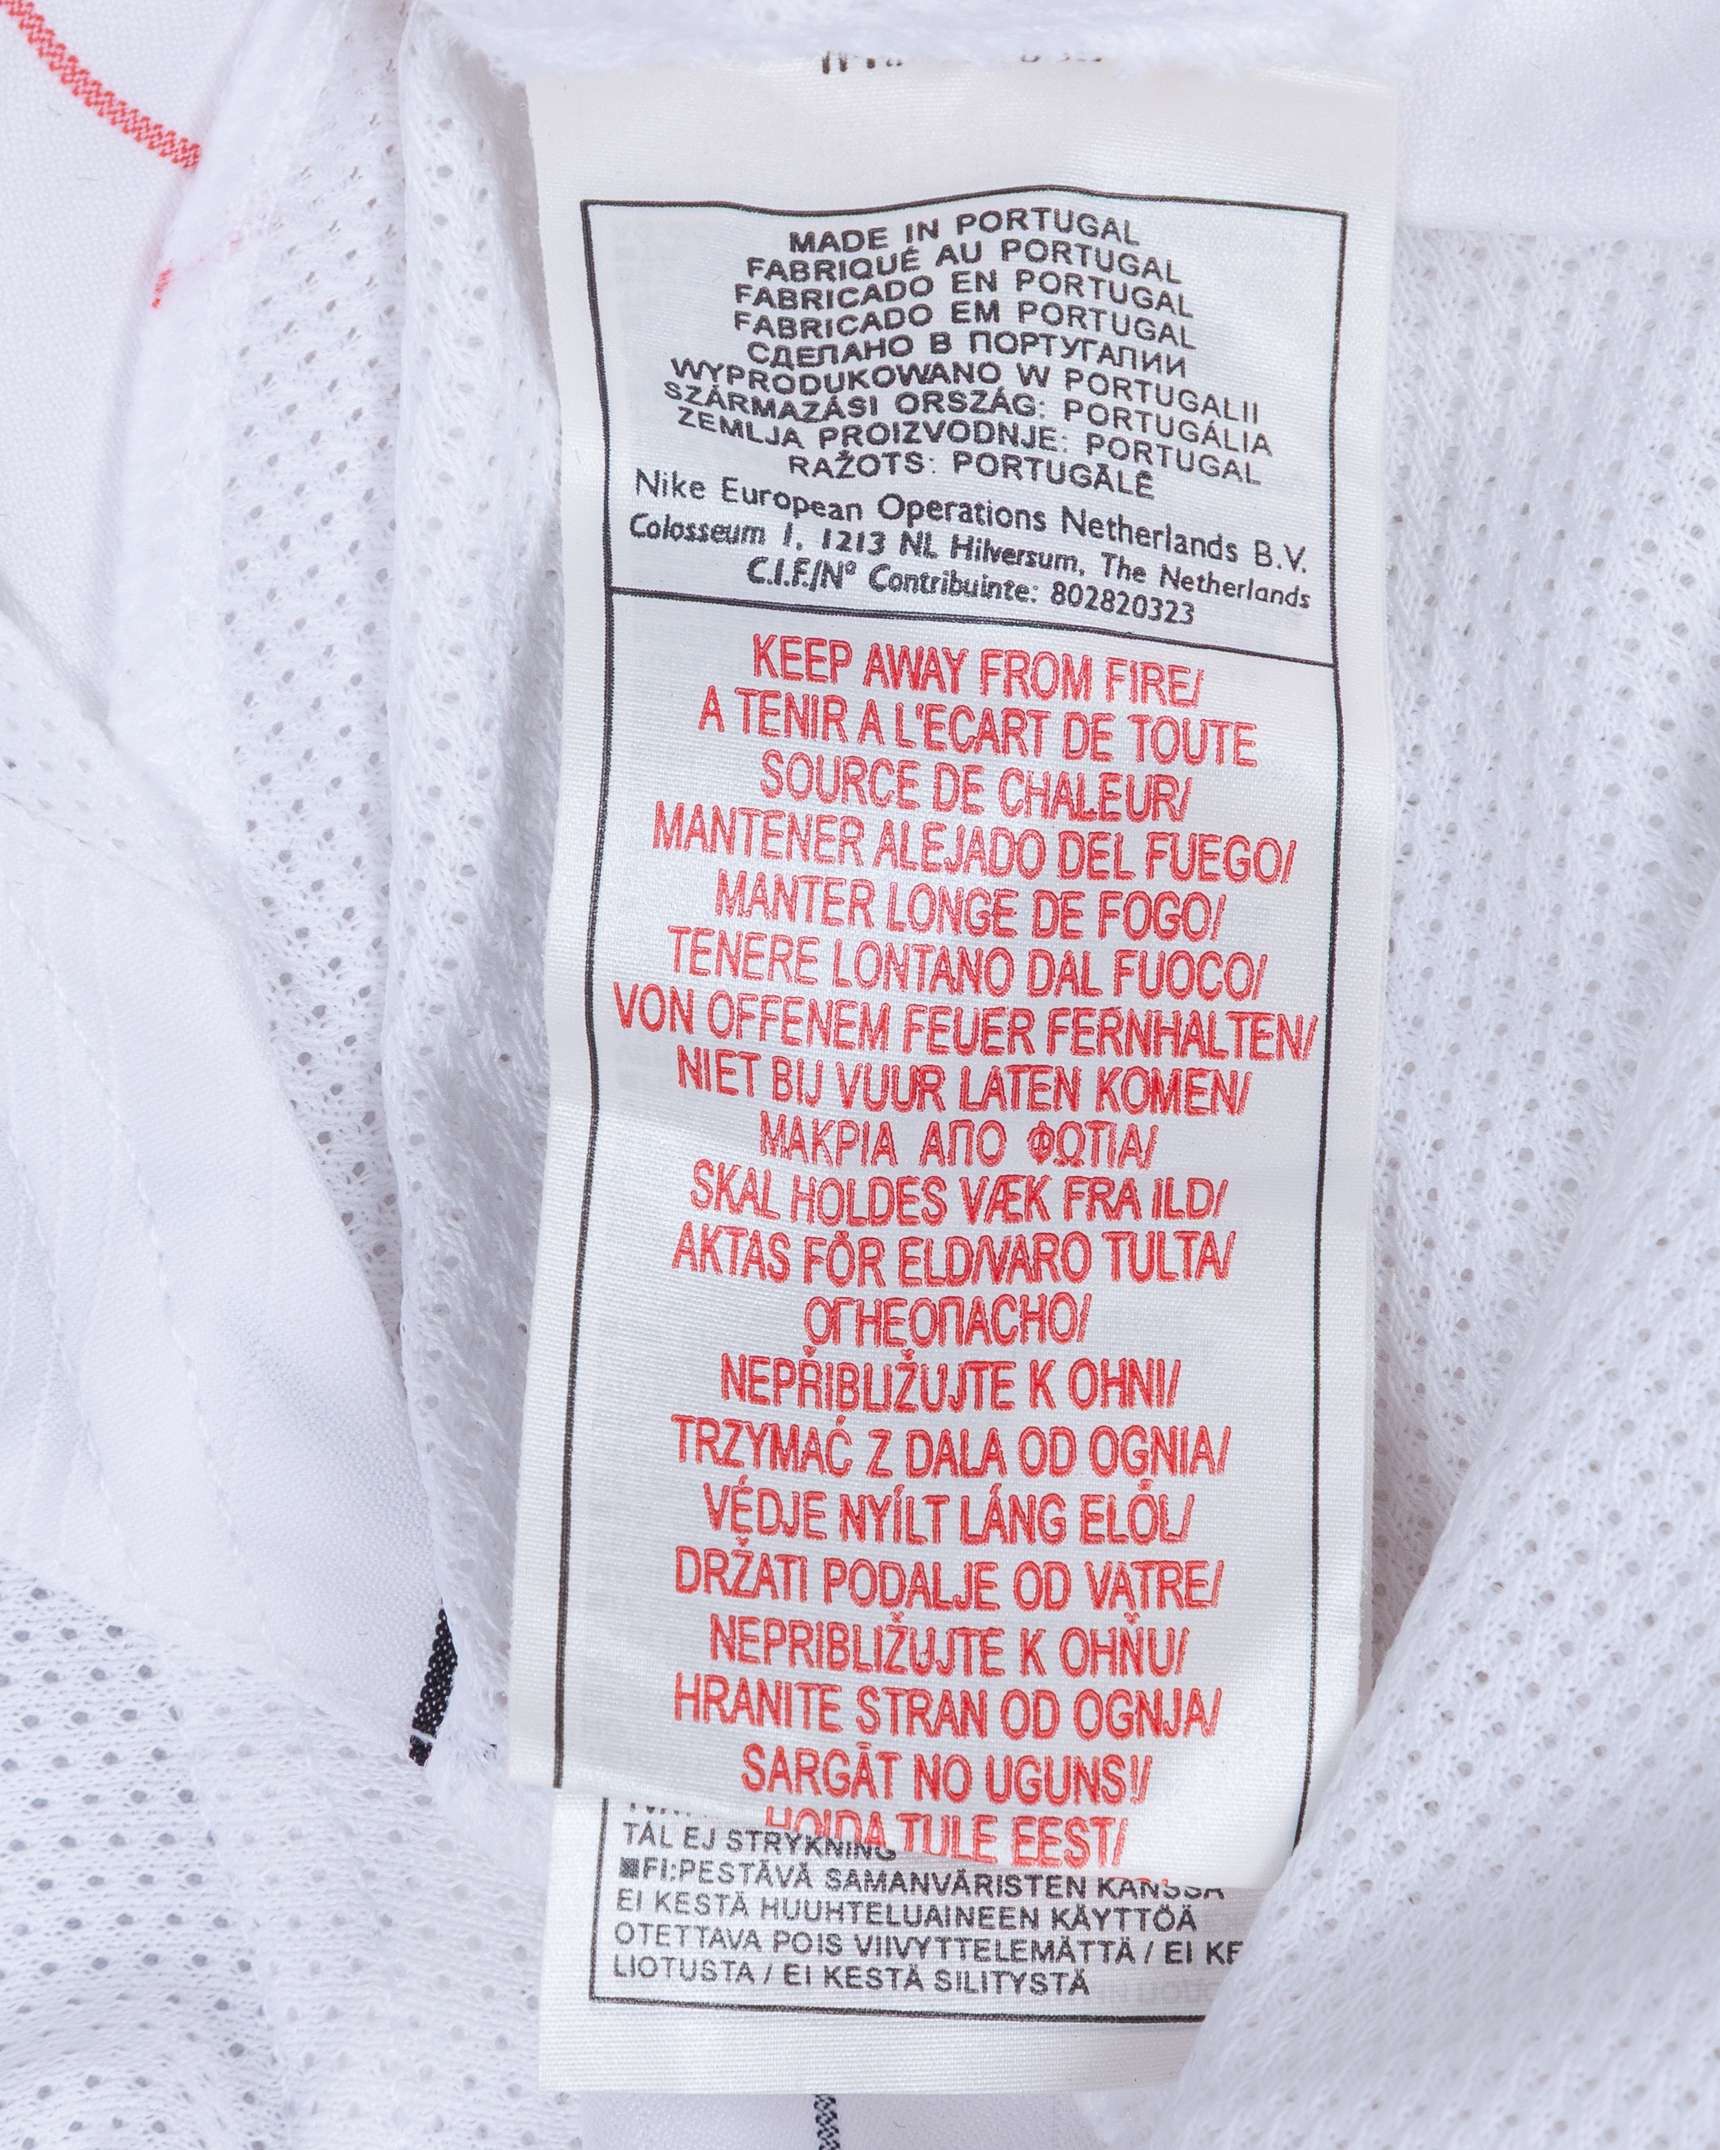 MADE IN PORTUGAL
FABRIQUÉ AU PORTUGAL
FABRICADO EN PORTUGAL
FABRICADO EM PORTUGAL
СДЕЛАНО В ПОРТУГАЛИИ
WYPRODUKOWANO W PORTUGALII
SZÁRMAZÁSI ORSZÁG: PORTUGÁLIA
ZEMLJA PROIZVODNJE: PORTUGAL
RAŽOTS: PORTUGĀLĒ
Nike European Operations Netherlands B.V.
Colosseum 1, 1213 NL Hilversum, The Netherlands
C.I.F./Nº Contribuinte: 802820323
KEEP AWAY FROM FIRE/
A TENIR A L'ECART DE TOUTE
SOURCE DE CHALEUR/
MANTENER ALEJADO DEL FUEGO/
MANTER LONGE DE FOGO/
TENERE LONTANO DAL FUOCO/
VON OFFENEM FEUER FERNHALTEN/
NIET BIJ VUUR LATEN KOMEN/
ΜΑΚΡΙΑ ΑΠΟ ΦΩΤΙΑ/
SKAL HOLDES VÆK FRA ILD/
AKTAS FÖR ELD/VARO TULTA/
ОГНЕОПАСНО/
NEPŘIBLIŽUJTE K OHNI/
TRZYMAĆ Z DALA OD OGNIA/
VÉDJE NYÍLT LÁNG ELŐL/
DRŽATI PODALJE OD VATRE/
NEPRIBLIŽUJTE K OHŇU/
HRANITE STRAN OD OGNJA/
SARGĀT NO UGUNS!/
HOIDA TULE EEST/
TÅL EJ STRYKNING
FI:PESTÄVÄ SAMANVÄRISTEN KANSSA
EI KESTÄ HUUHTELUAINEEN KÄYTTÖÄ
OTETTAVA POIS VIIVYTTELEMÄTTÄ / EI KE
LIOTUSTA / EI KESTÄ SILITYSTÄ